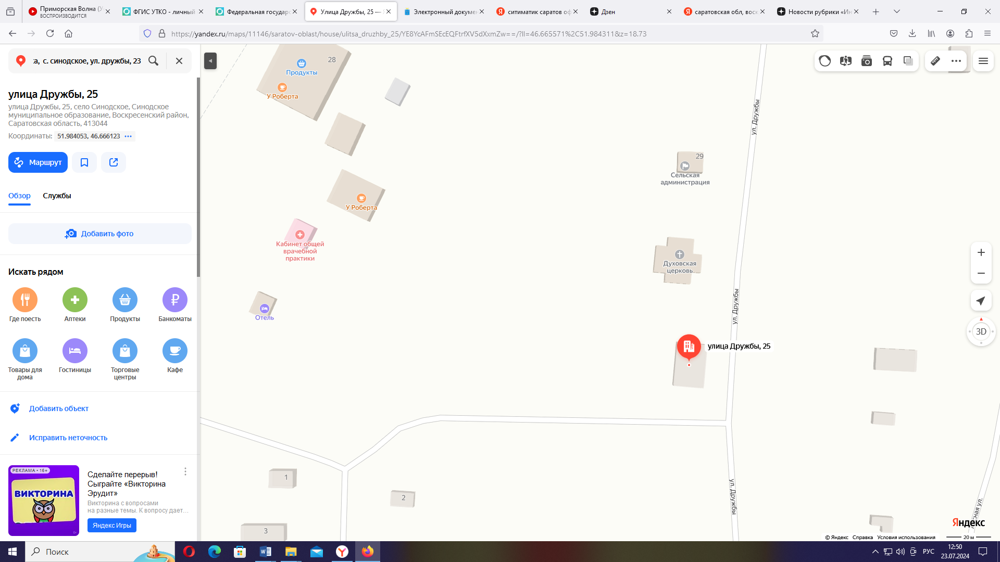 Приморская Волна (У
ВОСПРОИЗВОДИТСЯ
ФГИС УТКО - личный
Федеральная государс
Улица Дружбы, 25 —
Электронный докумен
ситиматик саратов оф
Дзен
саратовская обл, воск
Новости рубрики «Ин
https://yandex.ru/maps/11146/saratov-oblast/house/ulitsa_druzhby_25/YE8YcAFmSEcEQFtrfXV5dXxmZw==/?ll=46.665571%2C51.984311&z=18.73
ка, с. синодское, ул. дружбы, 23
улица Дружбы, 25
улица Дружбы, 25, село Синодское, Синодское
муниципальное образование, Воскресенский район,
Саратовская область, 413044
Координаты: 51.984053, 46.666123
Маршрут
Обзор
Службы
Добавить фото
Искать рядом
Где поесть
Аптеки
Продукты
Банкоматы
Товары для
дома
Гостиницы
Торговые
центры
Кафе
Добавить объект
Исправить неточность
РЕКЛАМА • 16+
ВИКТОРИНА
Сделайте перерыв!
Сыграйте «Викторина
Эрудит»
Викторина с вопросами
на разные темы. К вопросу дает...
Яндекс Игры
28
Продукты
У Роберта
У Роберта
Кабинет общей
врачебной
практики
Отель
29
Сельская
администрация
Духовская
церковь
ул. Дружбы
ул. Дружбы
улица Дружбы, 25
ул. Дружбы
1
2
3
3D
Яндекс
© Яндекс Справка Условия использования
20 м
Поиск
РУС
12:50
23.07.2024